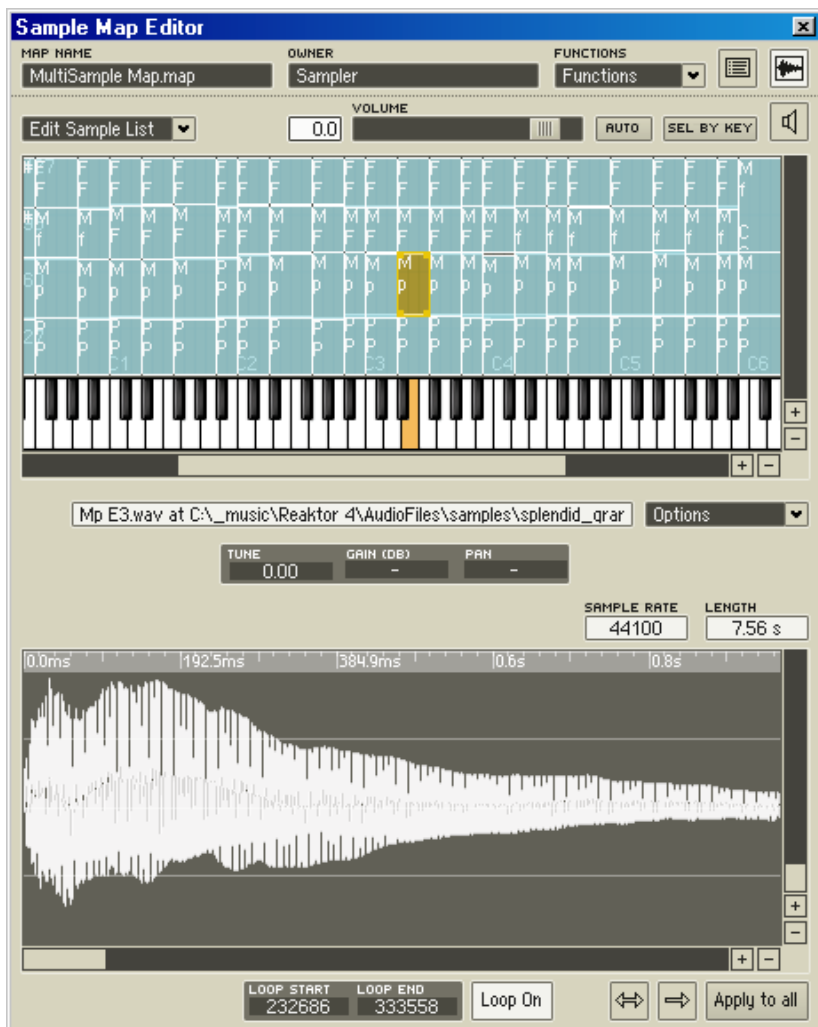 Sample Map Editor
MAP NAME OWNER FUNCTIONS
MultiSample Map.map Sampler Functions
VOLUME
Edit Sample List 0.0 AUTO SEL BY KEY
F F F F F F F F F F F F F F F F F F M
F F F F F F F F F F F F F F F F F F f
C1 C2 C3 C4 C5 C6
+
−
+ −
Mp E3.wav at C:\_music\Reaktor 4\AudioFiles\samples\splendid_grar Options
TUNE GAIN (DB) PAN
0.00 - -
SAMPLE RATE LENGTH
44100 7.56 s
0.0ms 192.5ms 384.9ms 0.6s 0.8s
+
−
+ −
LOOP START LOOP END
232686 333558 Loop On Apply to all